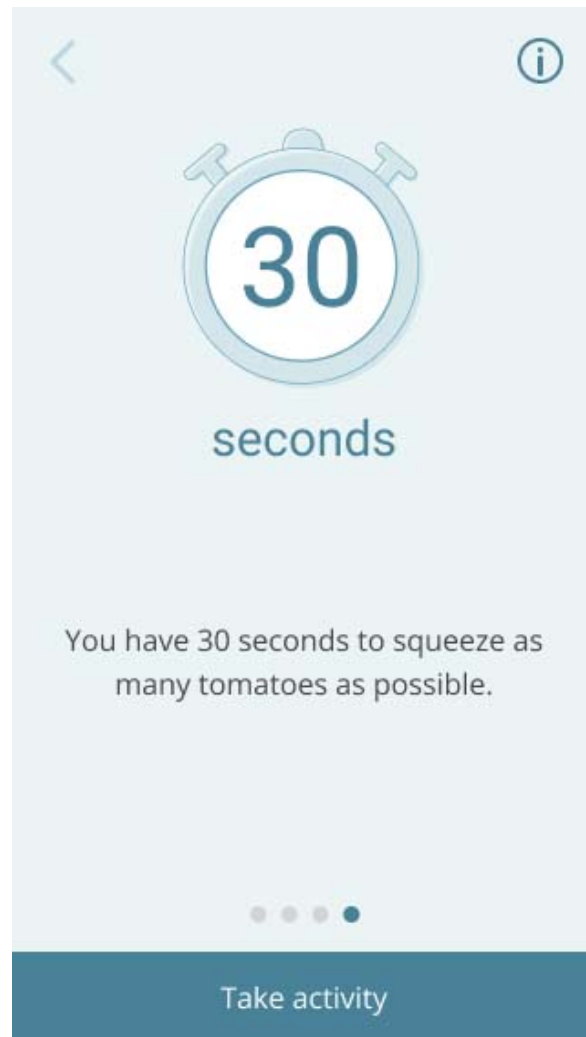 30
seconds
You have 30 seconds to squeeze as
many tomatoes as possible.
Take activity